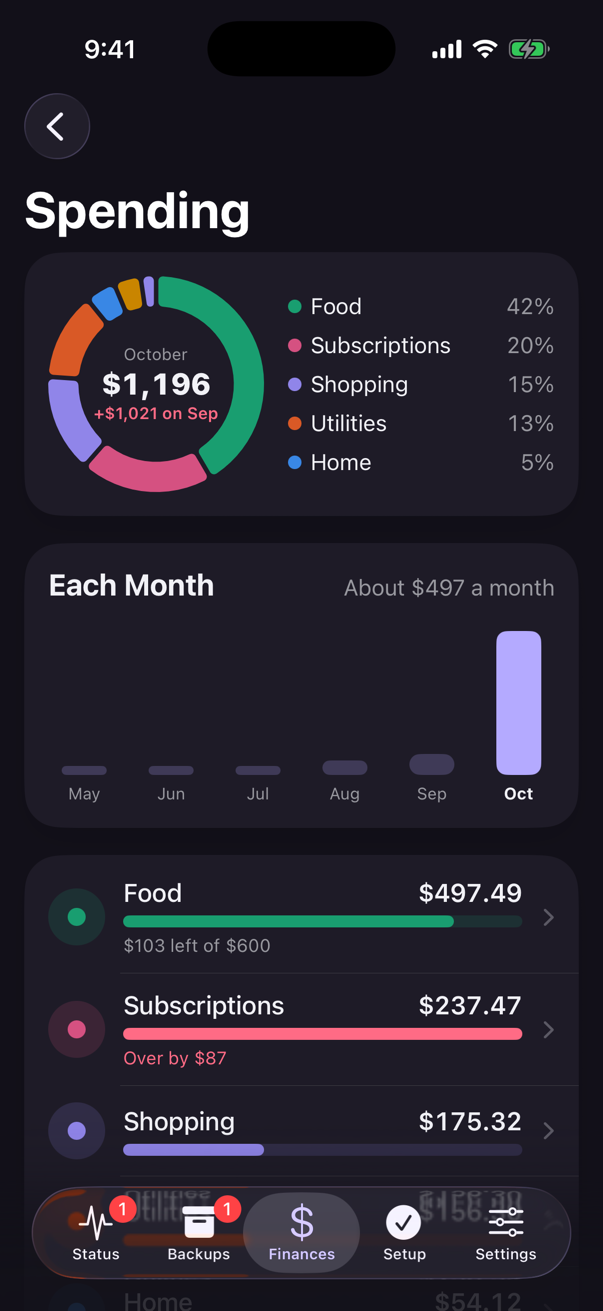 9:41
Spending
October
$1,196
+$1,021 on Sep
Food 42%
Subscriptions 20%
Shopping 15%
Utilities 13%
Home 5%
Each Month About $497 a month
May Jun Jul Aug Sep Oct
Food $497.49
$103 left of $600
Subscriptions $237.47
Over by $87
Shopping $175.32
Utilities
1 1
Status Backups Finances Setup Settings
Home $54.12